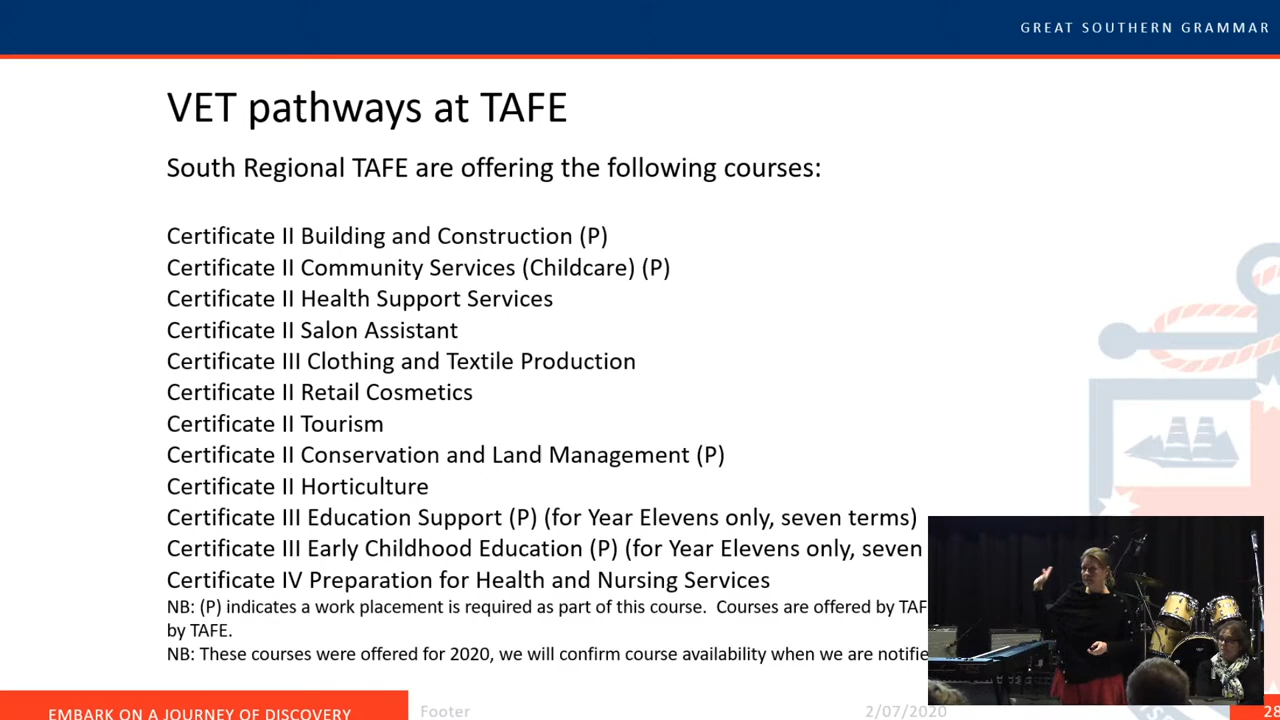 GREAT SOUTHERN GRAMMAR
VET pathways at TAFE
South Regional TAFE are offering the following courses:
Certificate II Building and Construction (P)
Certificate II Community Services (Childcare) (P)
Certificate II Health Support Services
Certificate II Salon Assistant
Certificate III Clothing and Textile Production
Certificate II Retail Cosmetics
Certificate II Tourism
Certificate II Conservation and Land Management (P)
Certificate II Horticulture
Certificate III Education Support (P) (for Year Elevens only, seven terms)
Certificate III Early Childhood Education (P) (for Year Elevens only, seven
Certificate IV Preparation for Health and Nursing Services
NB: (P) indicates a work placement is required as part of this course. Courses are offered by TAF
by TAFE.
NB: These courses were offered for 2020, we will confirm course availability when we are notifie
EMBARK ON A JOURNEY OF DISCOVERY
Footer
2/07/2020
28